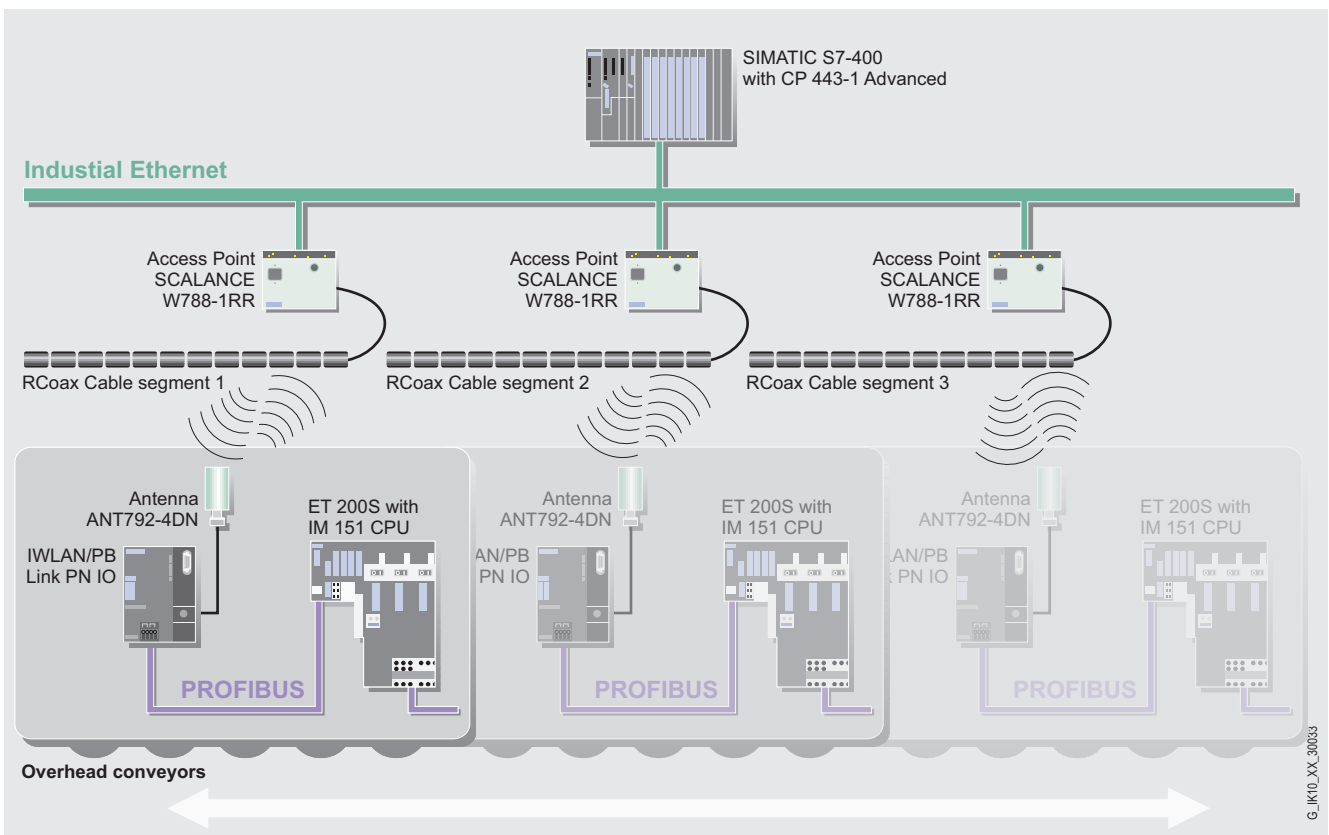 SIMATIC S7-400
with CP 443-1 Advanced
Industial Ethernet
Access Point
SCALANCE
W788-1RR
Access Point
SCALANCE
W788-1RR
Access Point
SCALANCE
W788-1RR
RCoax Cable segment 1
RCoax Cable segment 2
RCoax Cable segment 3
Antenna
ANT792-4DN
ET 200S with
IM 151 CPU
IWLAN/PB
Link PN IO
PROFIBUS
Antenna
ANT792-4DN
ET 200S with
IM 151 CPU
AN/PB
PN IO
PROFIBUS
Antenna
ANT792-4DN
ET 200S with
IM 151 CPU
LAN/PB
k PN IO
PROFIBUS
Overhead conveyors
G_IK10_XX_30033